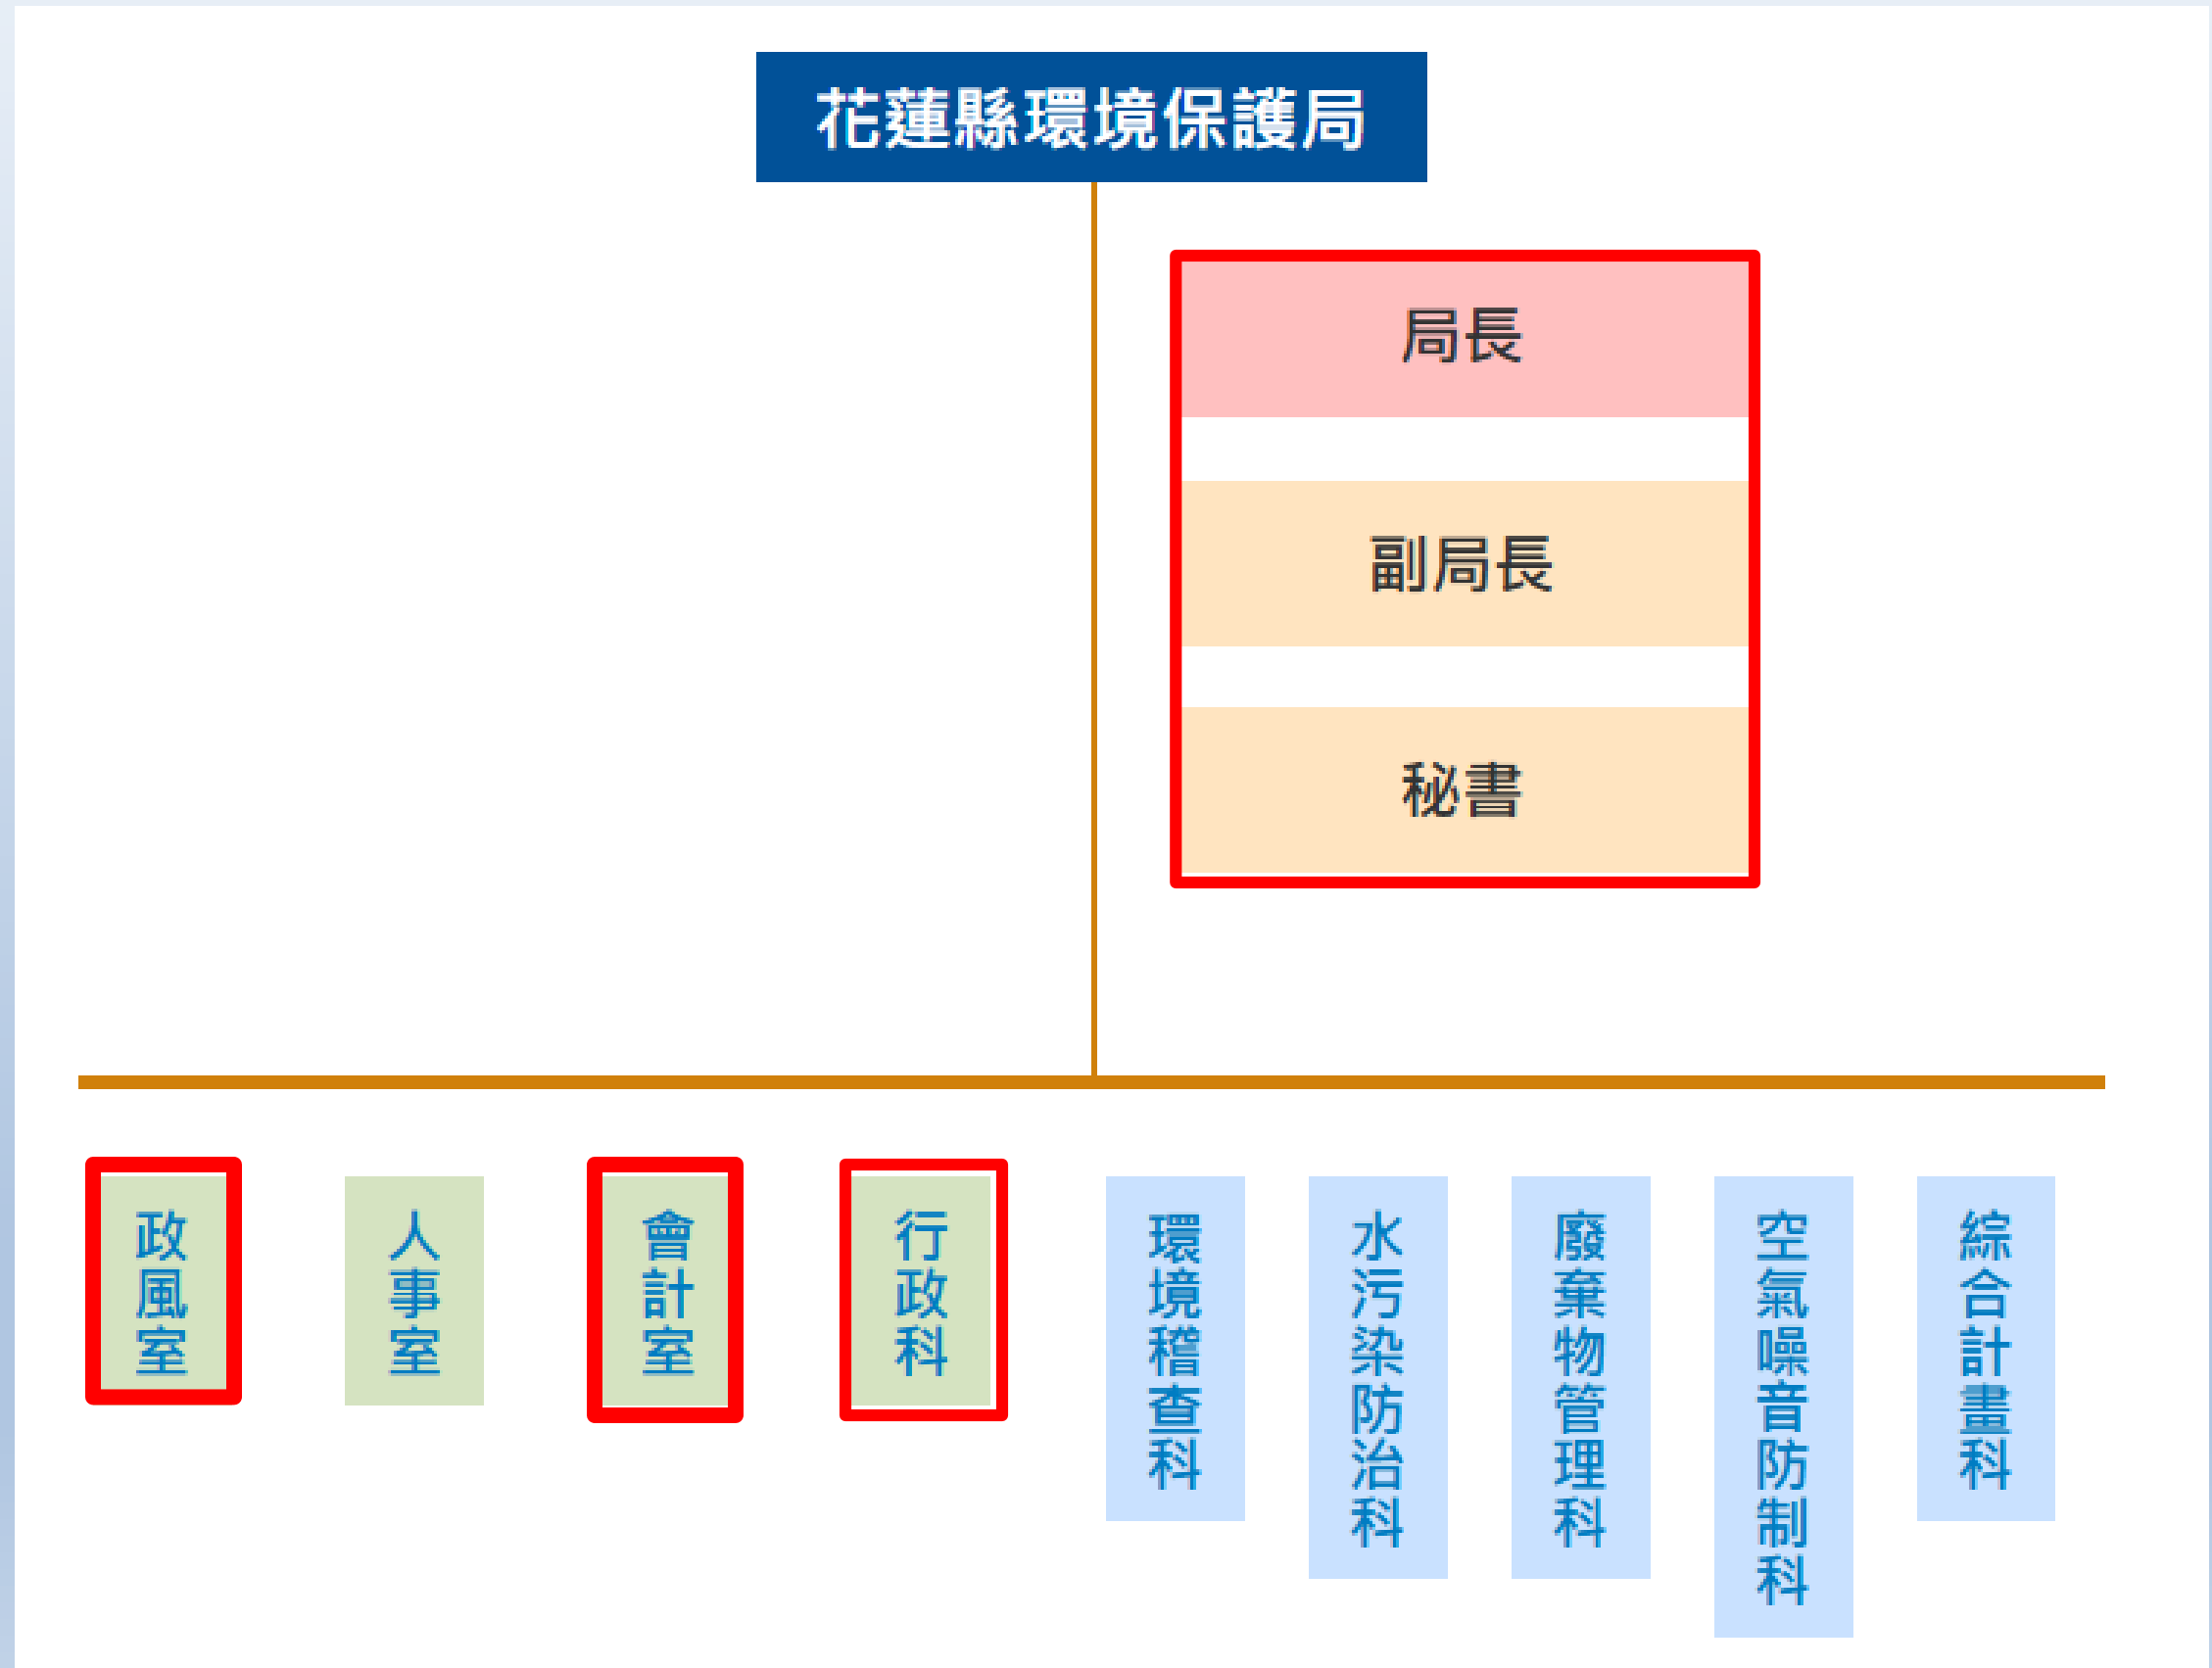 花蓮縣環境保護局
局長
副局長
秘書
政風室
人事室
會計室
行政科
環境稽查科
水污染防治科
廢棄物管理科
空氣噪音防制科
綜合計畫科